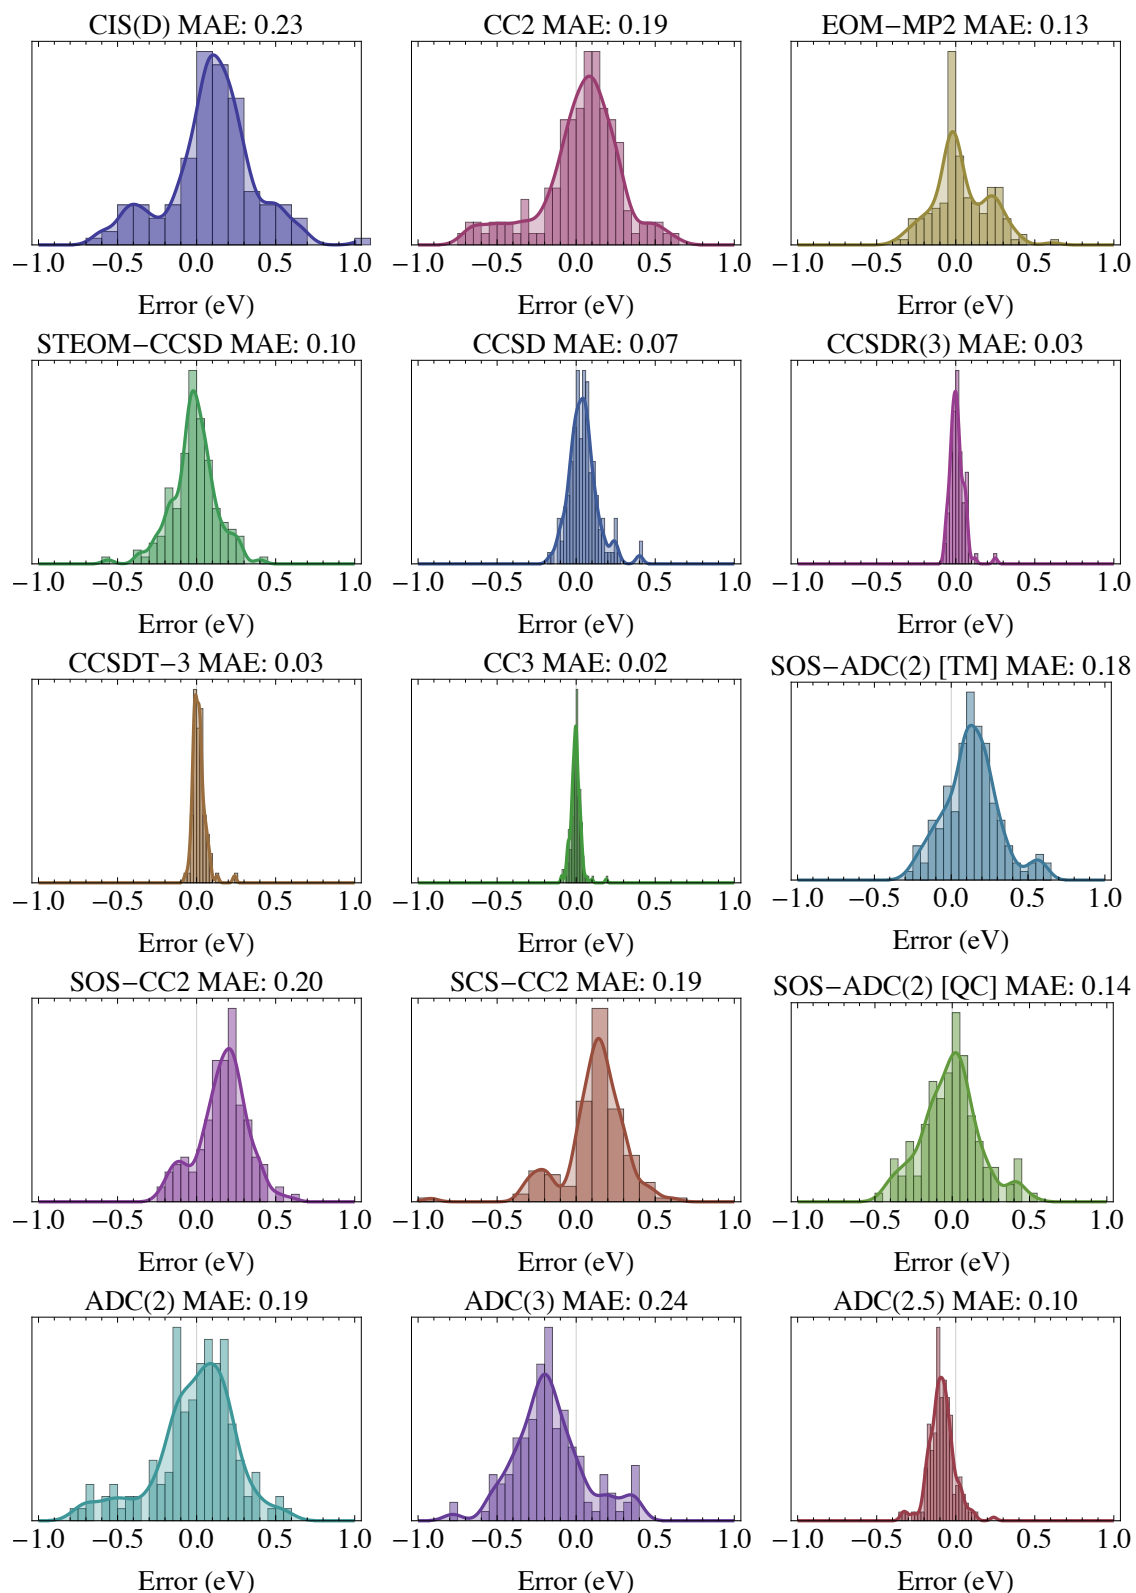 CIS(D) MAE: 0.23 CC2 MAE: 0.19 EOM−MP2 MAE: 0.13
−1.0 −0.5 0.0 0.5 1.0 −1.0 −0.5 0.0 0.5 1.0 −1.0 −0.5 0.0 0.5 1.0
Error (eV) Error (eV) Error (eV)
STEOM−CCSD MAE: 0.10 CCSD MAE: 0.07 CCSDR(3) MAE: 0.03
−1.0 −0.5 0.0 0.5 1.0 −1.0 −0.5 0.0 0.5 1.0 −1.0 −0.5 0.0 0.5 1.0
Error (eV) Error (eV) Error (eV)
CCSDT−3 MAE: 0.03 CC3 MAE: 0.02 SOS−ADC(2) [TM] MAE: 0.18
−1.0 −0.5 0.0 0.5 1.0 −1.0 −0.5 0.0 0.5 1.0 −1.0 −0.5 0.0 0.5 1.0
Error (eV) Error (eV) Error (eV)
SOS−CC2 MAE: 0.20 SCS−CC2 MAE: 0.19 SOS−ADC(2) [QC] MAE: 0.14
−1.0 −0.5 0.0 0.5 1.0 −1.0 −0.5 0.0 0.5 1.0 −1.0 −0.5 0.0 0.5 1.0
Error (eV) Error (eV) Error (eV)
ADC(2) MAE: 0.19 ADC(3) MAE: 0.24 ADC(2.5) MAE: 0.10
−1.0 −0.5 0.0 0.5 1.0 −1.0 −0.5 0.0 0.5 1.0 −1.0 −0.5 0.0 0.5 1.0
Error (eV) Error (eV) Error (eV)